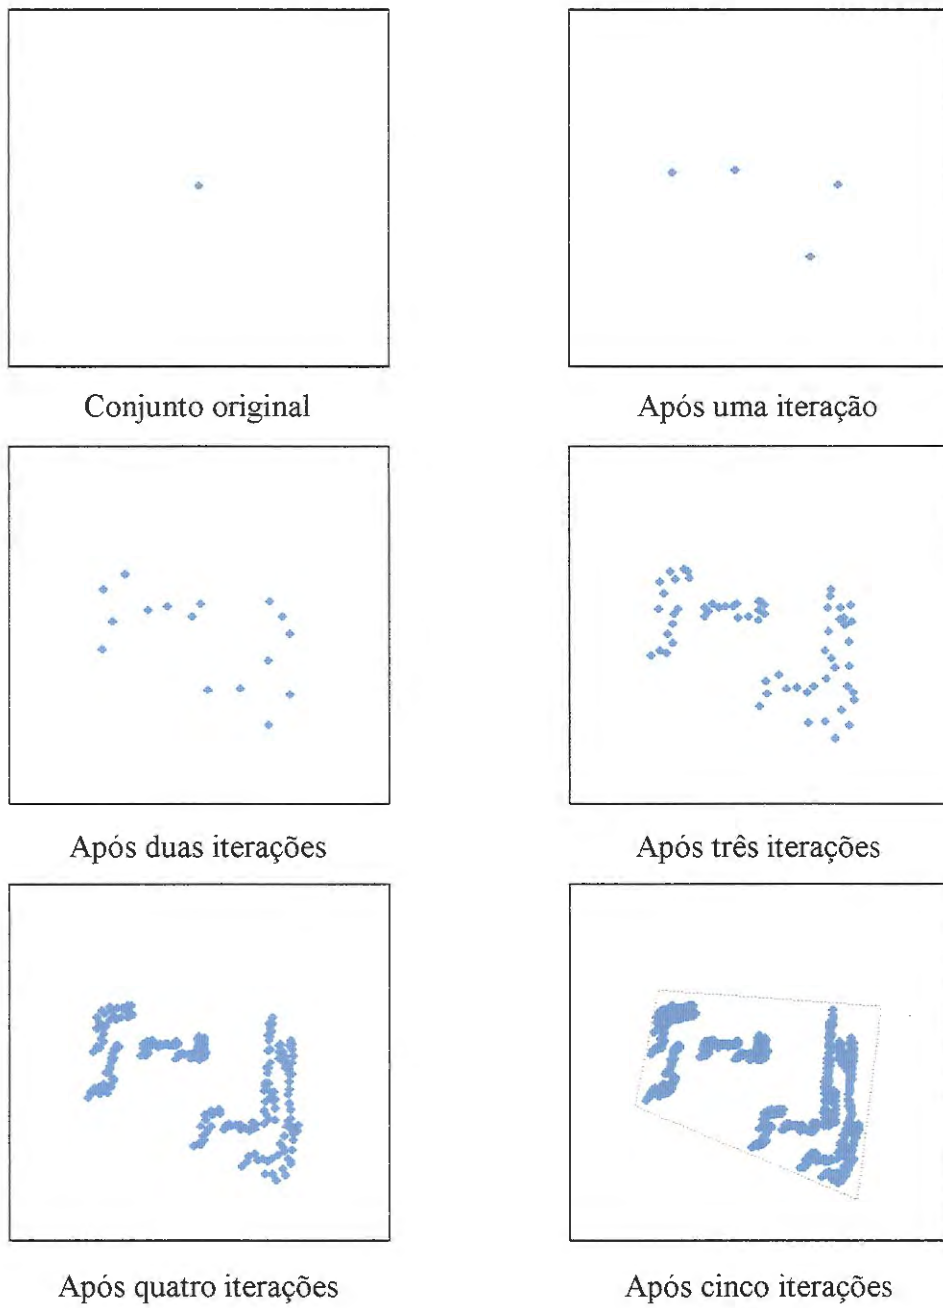 Conjunto original
Após uma iteração
Após duas iterações
Após três iterações
Após quatro iterações
Após cinco iterações